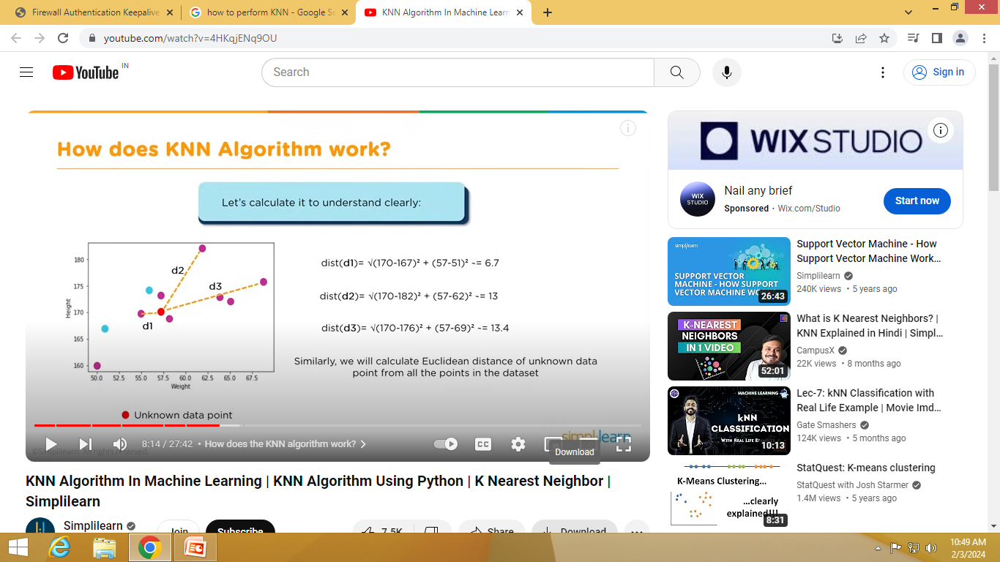 Firewall Authentication Keepalive
how to perform KNN - Google Se
KNN Algorithm In Machine Learn
youtube.com/watch?v=4HKqjENq9OU
YouTube IN
Search
Sign in
How does KNN Algorithm work?
Let's calculate it to understand clearly:
180
175
170
165
160
Height
50.0 52.5 55.0 57.5 60.0 62.5 65.0 67.5
Weight
d2
d3
d1
dist(d1)= √(170-167)² + (57-51)² ~= 6.7
dist(d2)= √(170-182)² + (57-62)² ~= 13
dist(d3)= √(170-176)² + (57-69)² ~= 13.4
Similarly, we will calculate Euclidean distance of unknown data
point from all the points in the dataset
Unknown data point
simplilearn
©Simplilearn. All rights reserved.
8:14 / 27:42 • How does the KNN algorithm work?
CC
Download
KNN Algorithm In Machine Learning | KNN Algorithm Using Python | K Nearest Neighbor |
Simplilearn
Simplilearn
Join
Subscribe
7.5K
Share
Download
WIX STUDIO
WIX
STUDIO
Nail any brief
Sponsored · Wix.com/Studio
Start now
simplilearn
SUPPORT VECTOR
MACHINE - HOW SUPPORT
VECTOR MACHINE WO
26:43
Support Vector Machine - How
Support Vector Machine Work...
Simplilearn
240K views • 5 years ago
K-NEAREST
NEIGHBORS
IN 1 VIDEO
52:01
What is K Nearest Neighbors? |
KNN Explained in Hindi | Simpl...
CampusX
22K views • 8 months ago
MACHINE LEARNING
kNN
CLASSIFICATION
WITH REAL LIFE
10:13
Lec-7: kNN Classification with
Real Life Example | Movie Imd...
Gate Smashers
124K views • 5 months ago
K-Means Clustering...
...clearly
explained!!!
8:31
StatQuest: K-means clustering
StatQuest with Josh Starmer
1.4M views • 5 years ago
10:49 AM
2/3/2024